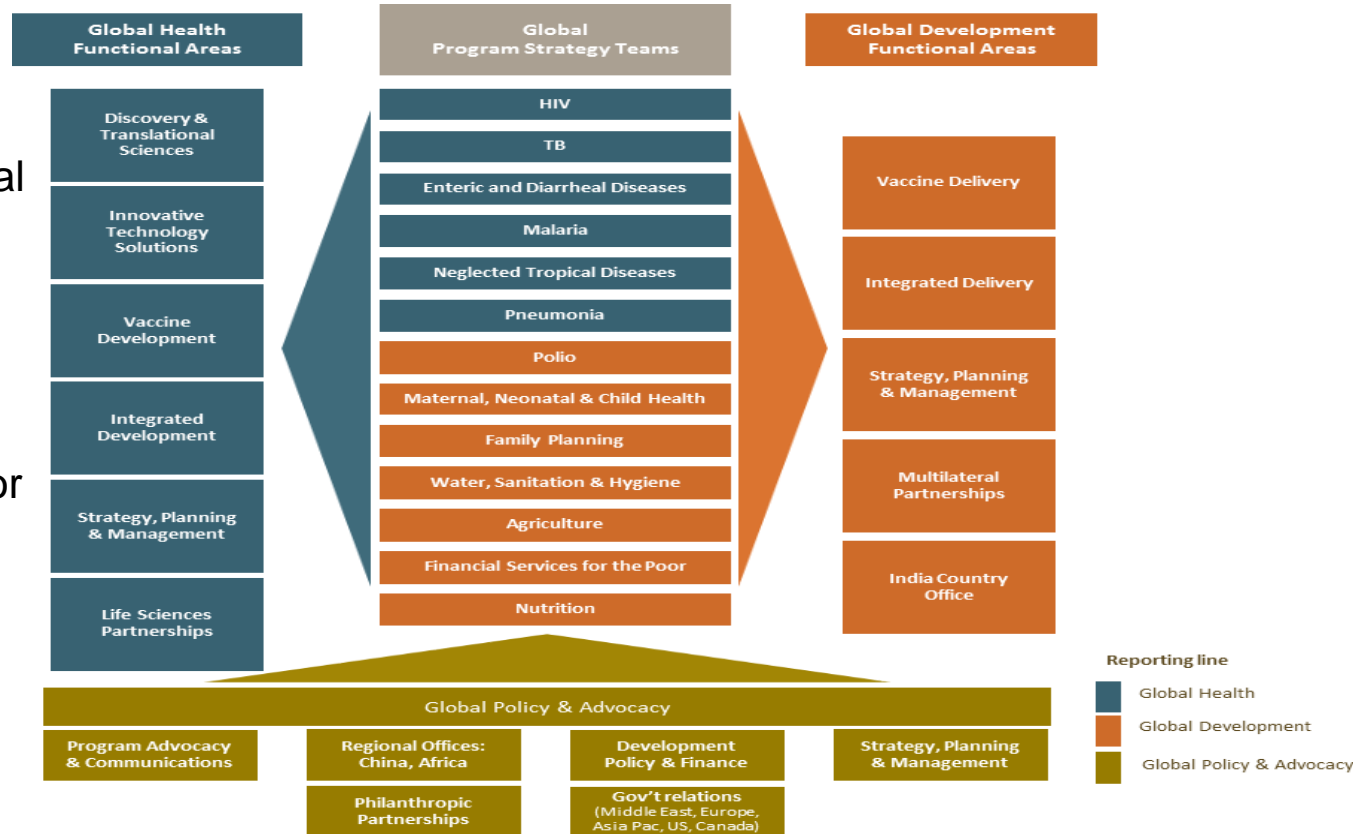 Global Health
Functional Areas
Global
Program Strategy Teams
Global Development
Functional Areas
al
or
Discovery &
Translational
Sciences
Innovative
Technology
Solutions
Vaccine
Development
Integrated
Development
Strategy, Planning
& Management
Life Sciences
Partnerships
HIV
TB
Enteric and Diarrheal Diseases
Malaria
Neglected Tropical Diseases
Pneumonia
Polio
Maternal, Neonatal & Child Health
Family Planning
Water, Sanitation & Hygiene
Agriculture
Financial Services for the Poor
Nutrition
Vaccine Delivery
Integrated Delivery
Strategy, Planning
& Management
Multilateral
Partnerships
India Country
Office
Reporting line
Global Health
Global Development
Global Policy & Advocacy
Global Policy & Advocacy
Program Advocacy
& Communications
Regional Offices:
China, Africa
Philanthropic
Partnerships
Development
Policy & Finance
Gov't relations
(Middle East, Europe,
Asia Pac, US, Canada)
Strategy, Planning
& Management